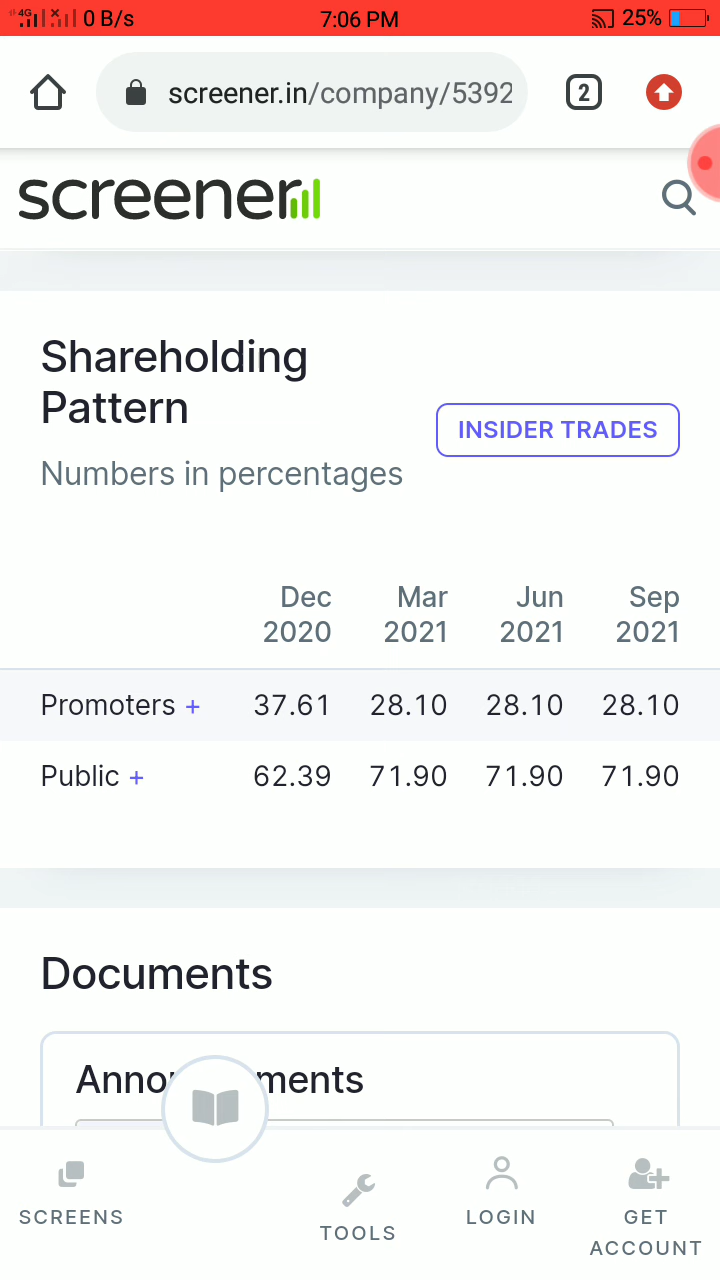 4G 0 B/s 7:06 PM 25%
screener.in/company/5392
2
screener
Shareholding
Pattern
INSIDER TRADES
Numbers in percentages
Dec Mar Jun Sep
2020 2021 2021 2021
Promoters + 37.61 28.10 28.10 28.10
Public + 62.39 71.90 71.90 71.90
Documents
SCREENS
TOOLS
LOGIN
GET
ACCOUNT